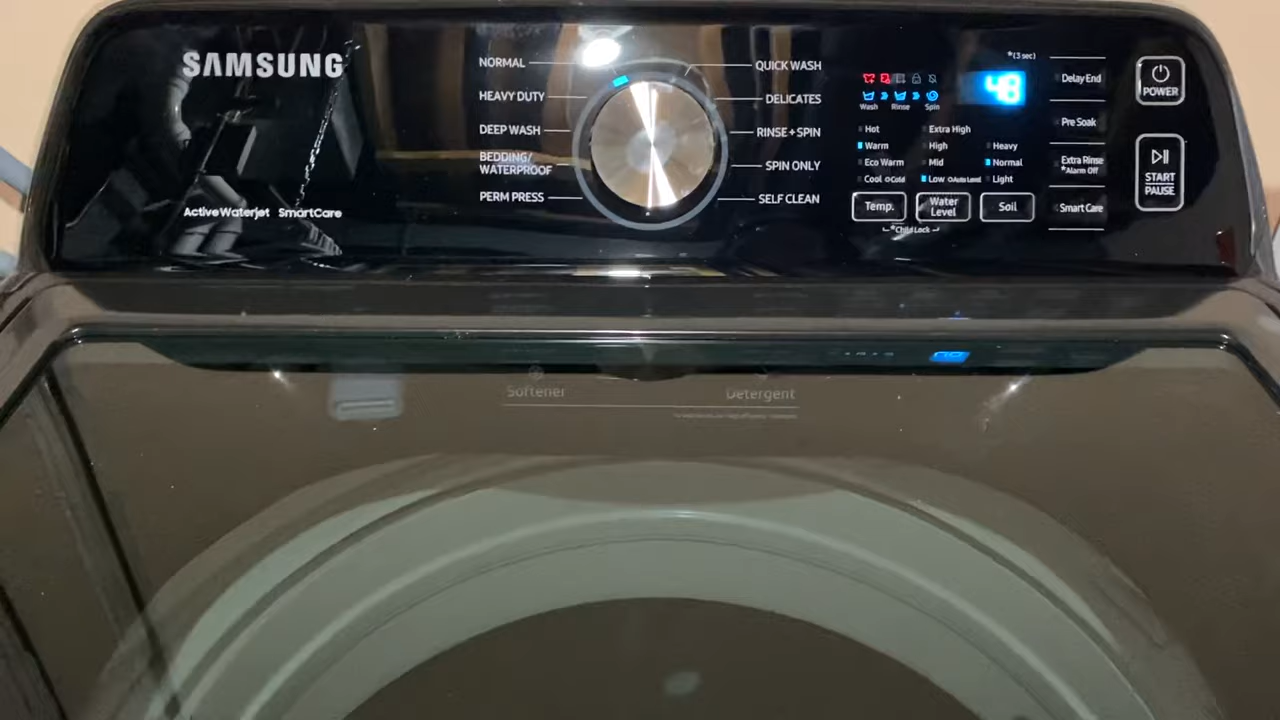 SAMSUNG
ActiveWaterjet SmartCare
NORMAL
HEAVY DUTY
DEEP WASH
BEDDING/
WATERPROOF
PERM PRESS
QUICK WASH
DELICATES
RINSE + SPIN
SPIN ONLY
SELF CLEAN
*(3 sec)
48
Wash Rinse Spin
Hot
Warm
Eco Warm
Cool Cold
Extra High
High
Mid
Low Auto Level
Heavy
Normal
Light
Temp.
Water
Level
Soil
*Child Lock
Delay End
Pre Soak
Extra Rinse
*Alarm Off
Smart Care
POWER
START
PAUSE
Softener
Detergent